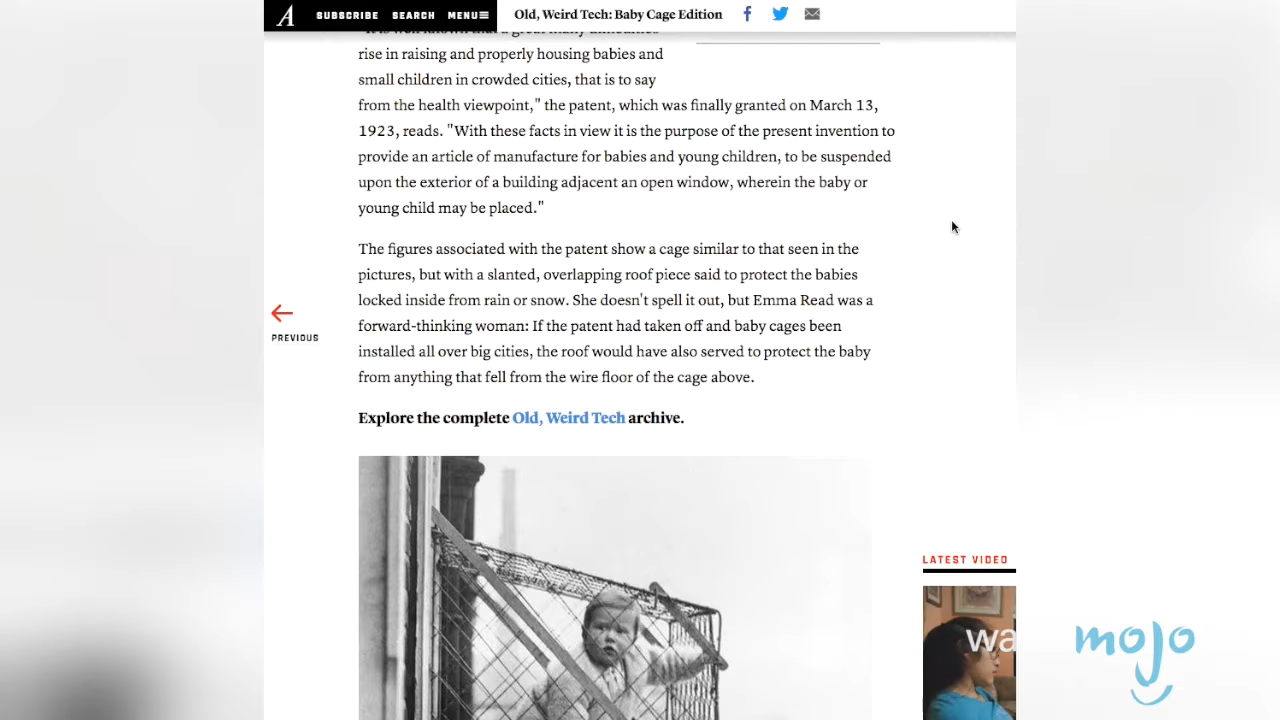 A SUBSCRIBE SEARCH MENU Old, Weird Tech: Baby Cage Edition
"It is well known that a great many difficulties
rise in raising and properly housing babies and
small children in crowded cities, that is to say
from the health viewpoint," the patent, which was finally granted on March 13,
1923, reads. "With these facts in view it is the purpose of the present invention to
provide an article of manufacture for babies and young children, to be suspended
upon the exterior of a building adjacent an open window, wherein the baby or
young child may be placed."
The figures associated with the patent show a cage similar to that seen in the
pictures, but with a slanted, overlapping roof piece said to protect the babies
locked inside from rain or snow. She doesn't spell it out, but Emma Read was a
forward-thinking woman: If the patent had taken off and baby cages been
installed all over big cities, the roof would have also served to protect the baby
from anything that fell from the wire floor of the cage above.
PREVIOUS
Explore the complete Old, Weird Tech archive.
LATEST VIDEO
wa
mojo